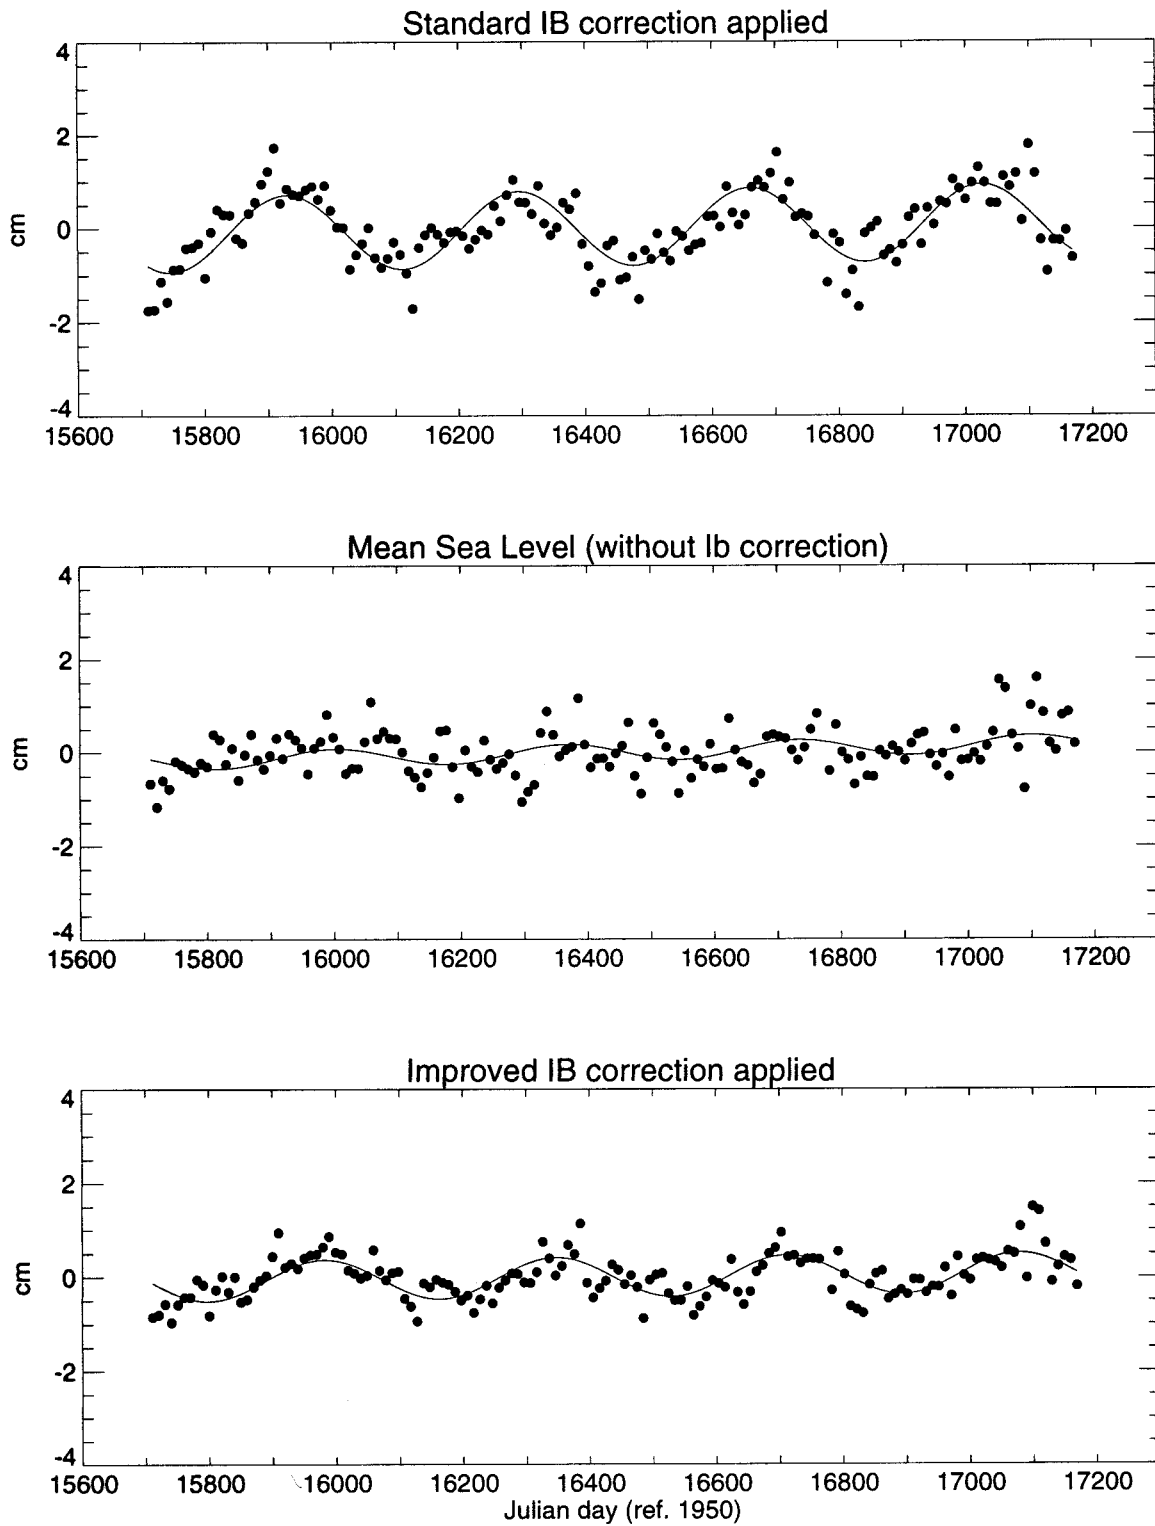 Standard IB correction applied
4
2
0
-2
-4
cm
15600 15800 16000 16200 16400 16600 16800 17000 17200
Mean Sea Level (without Ib correction)
4
2
0
-2
-4
cm
15600 15800 16000 16200 16400 16600 16800 17000 17200
Improved IB correction applied
4
2
0
-2
-4
cm
15600 15800 16000 16200 16400 16600 16800 17000 17200
Julian day (ref. 1950)